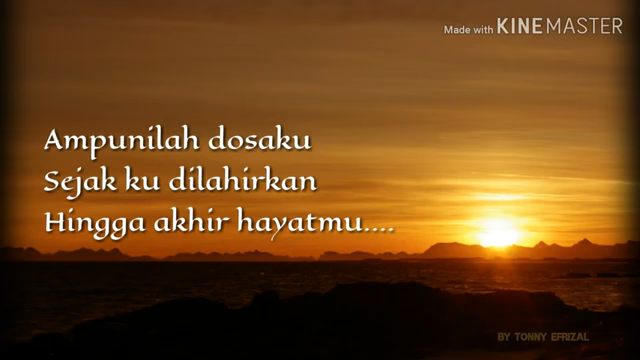 Made with KINEMASTER
Ampunilah dosaku
Sejak ku dilahirkan
Hingga akhir hayatmu....
BY TONNY EFRIZAL